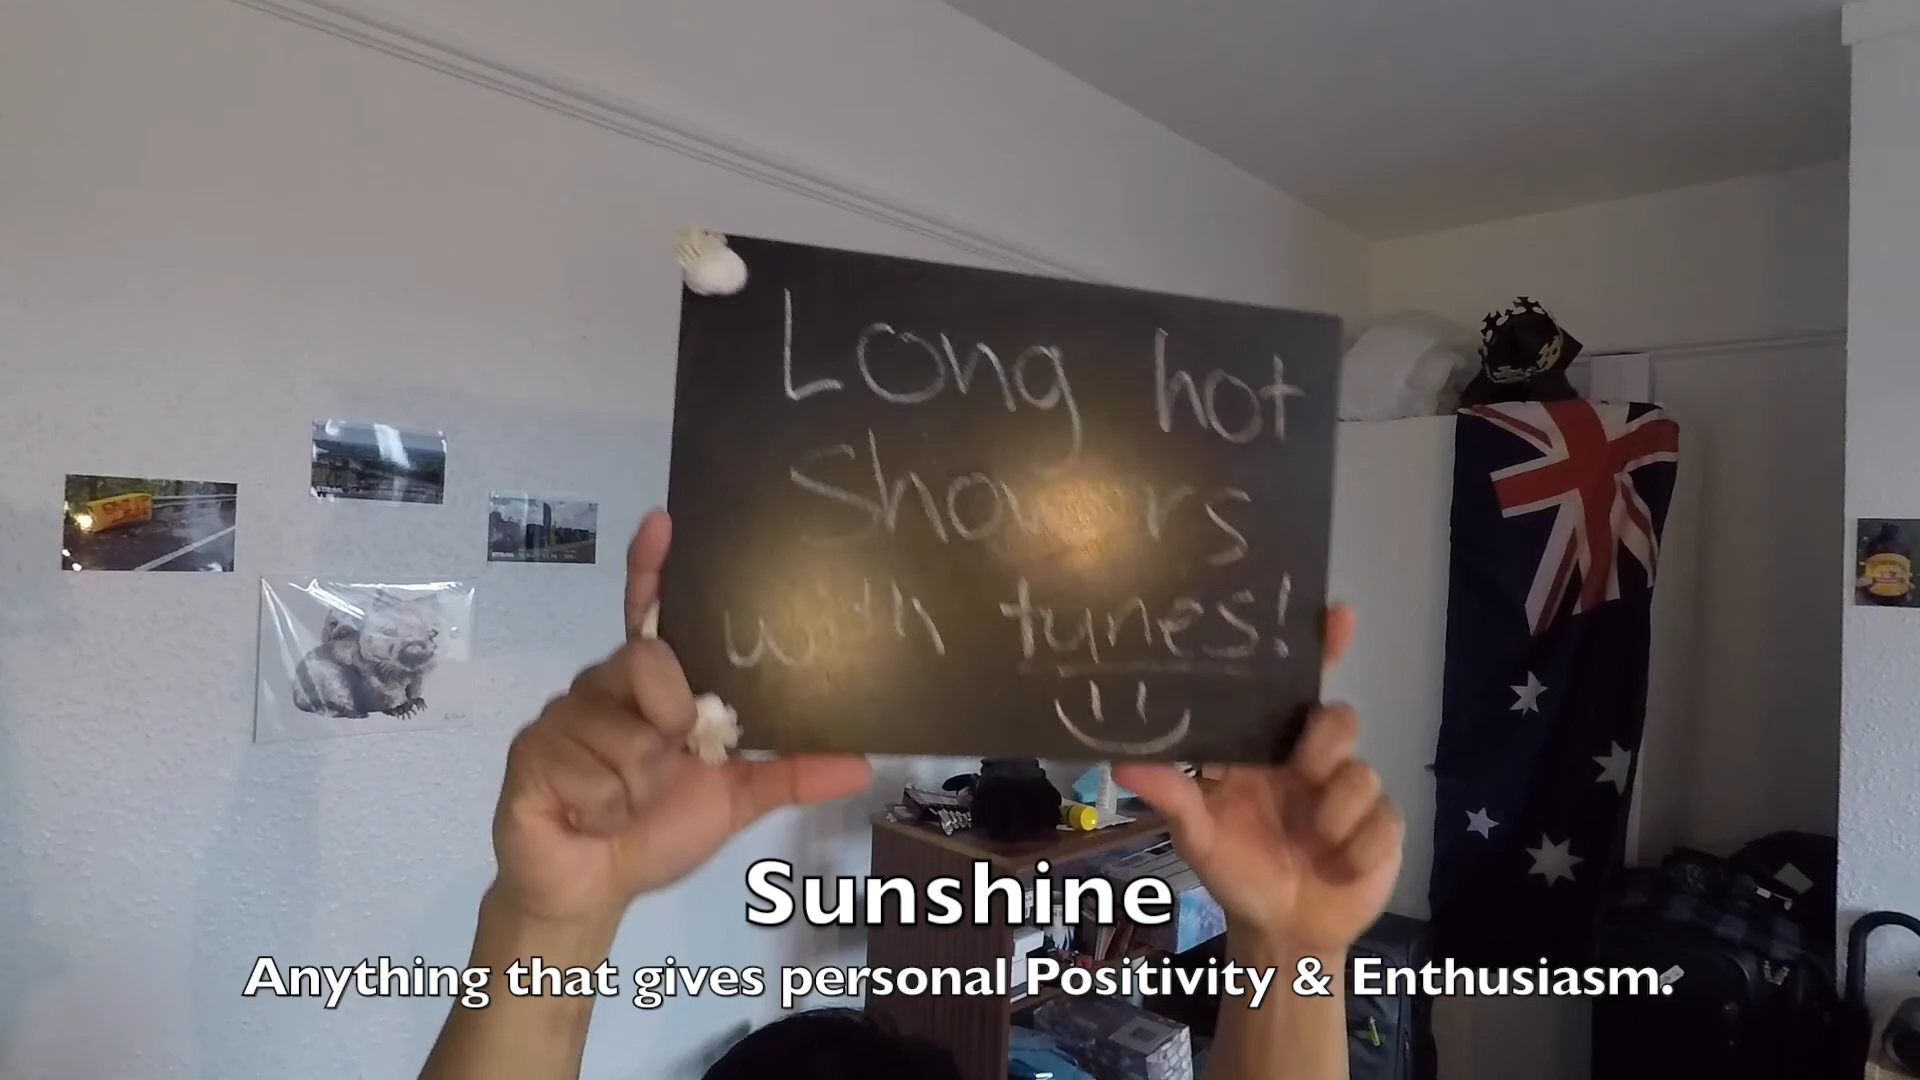 Long hot
Showers
with tunes!
Sunshine
Anything that gives personal Positivity & Enthusiasm.